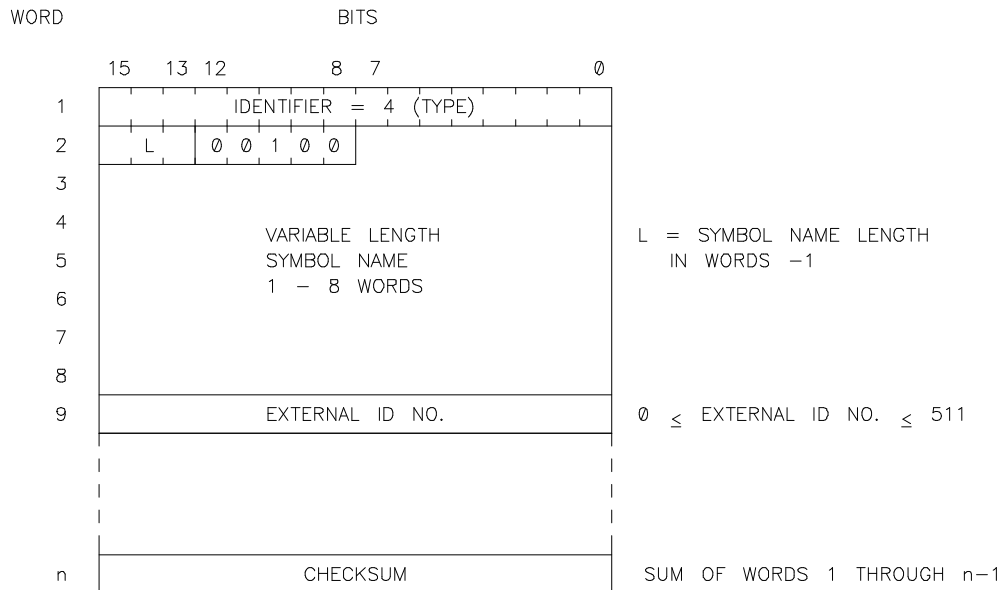 WORD BITS
15 13 12 8 7 0
1 IDENTIFIER = 4 (TYPE)
2 L 0 0 1 0 0
3
4
VARIABLE LENGTH L = SYMBOL NAME LENGTH
5 SYMBOL NAME IN WORDS -1
1 - 8 WORDS
6
7
8
9 EXTERNAL ID NO. 0 ≤ EXTERNAL ID NO. ≤ 511
n CHECKSUM SUM OF WORDS 1 THROUGH n-1